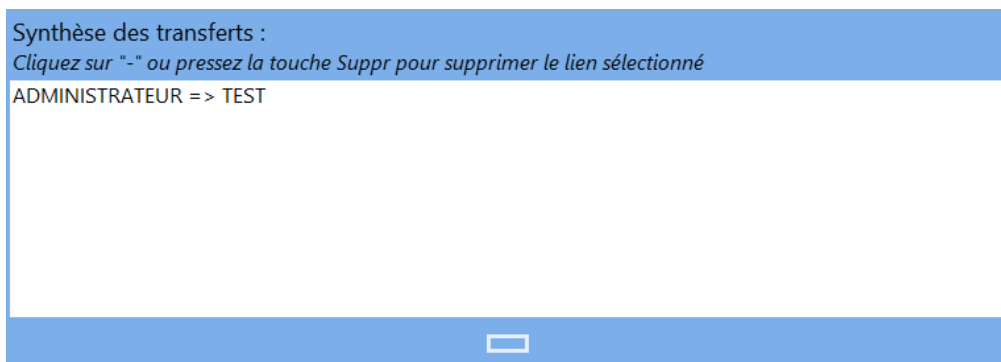 Synthèse des transferts :
Cliquez sur "-" ou pressez la touche Suppr pour supprimer le lien sélectionné
ADMINISTRATEUR => TEST